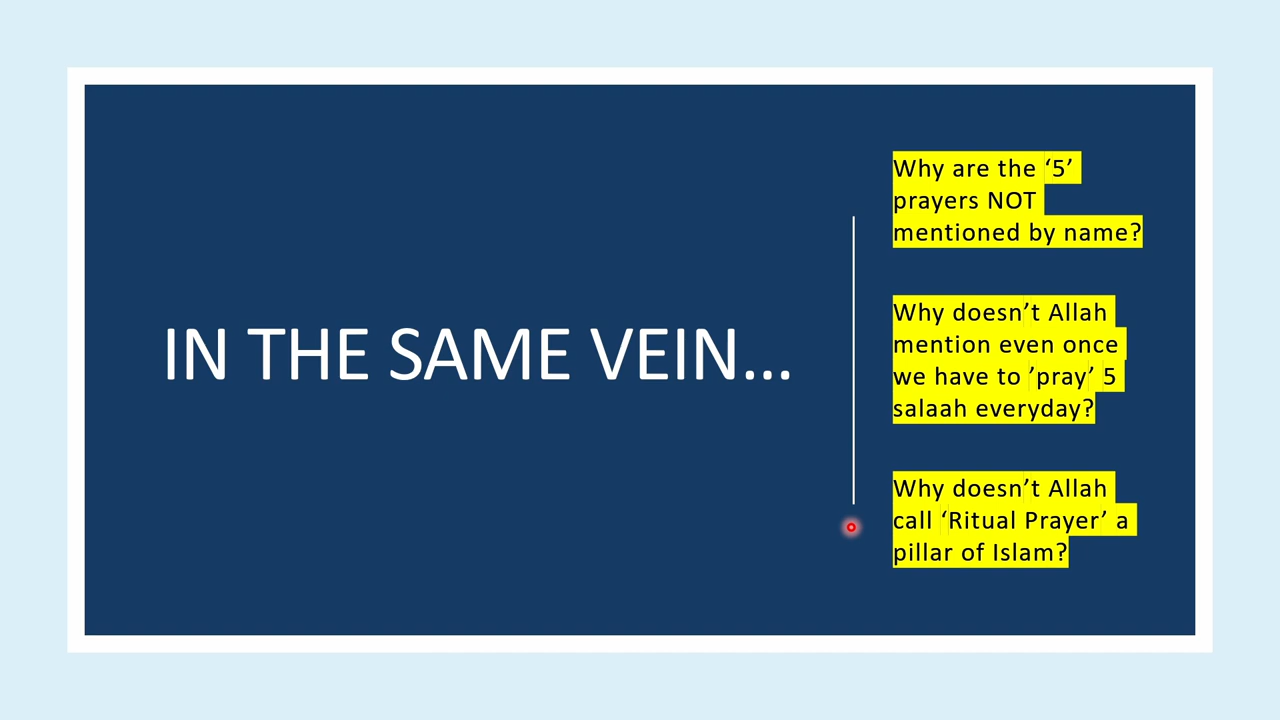 IN THE SAME VEIN...
Why are the ‘5’
prayers NOT
mentioned by name?
Why doesn’t Allah
mention even once
we have to ’pray’ 5
salaah everyday?
Why doesn’t Allah
call ‘Ritual Prayer’ a
pillar of Islam?